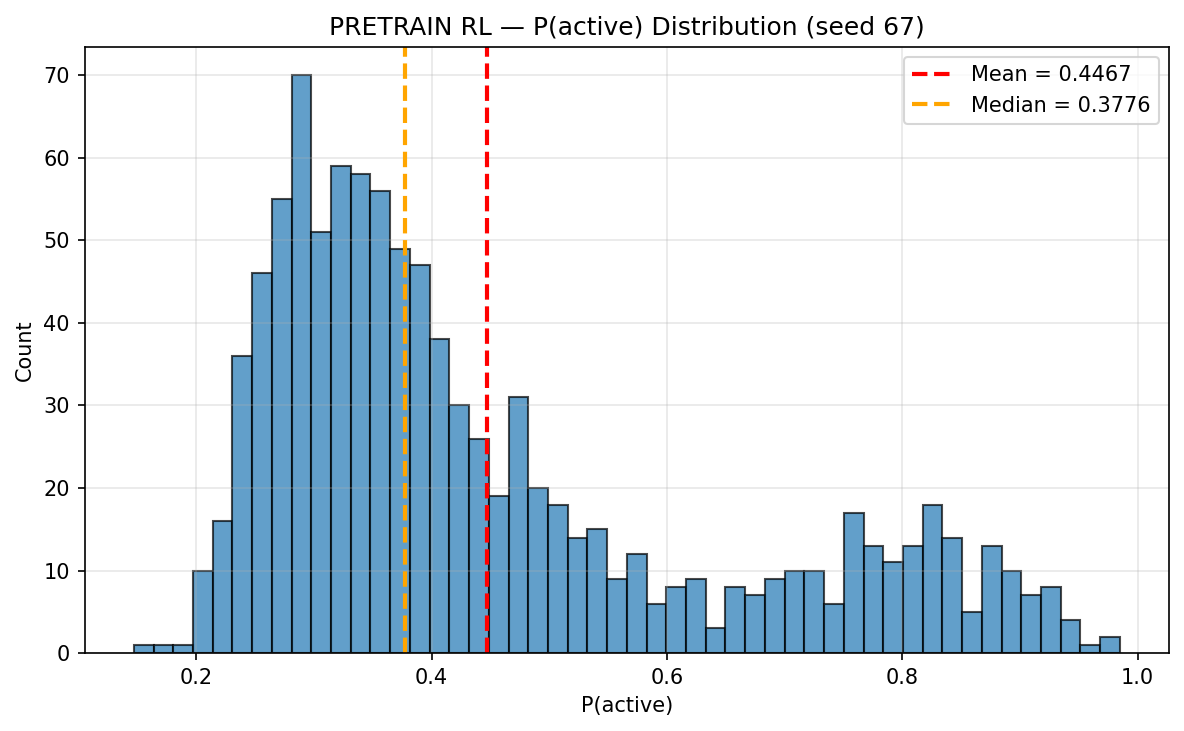 PRETRAIN RL — P(active) Distribution (seed 67)
Mean = 0.4467
Median = 0.3776
70
60
50
40
30
20
10
0
Count
0.2
0.4
0.6
0.8
1.0
P(active)